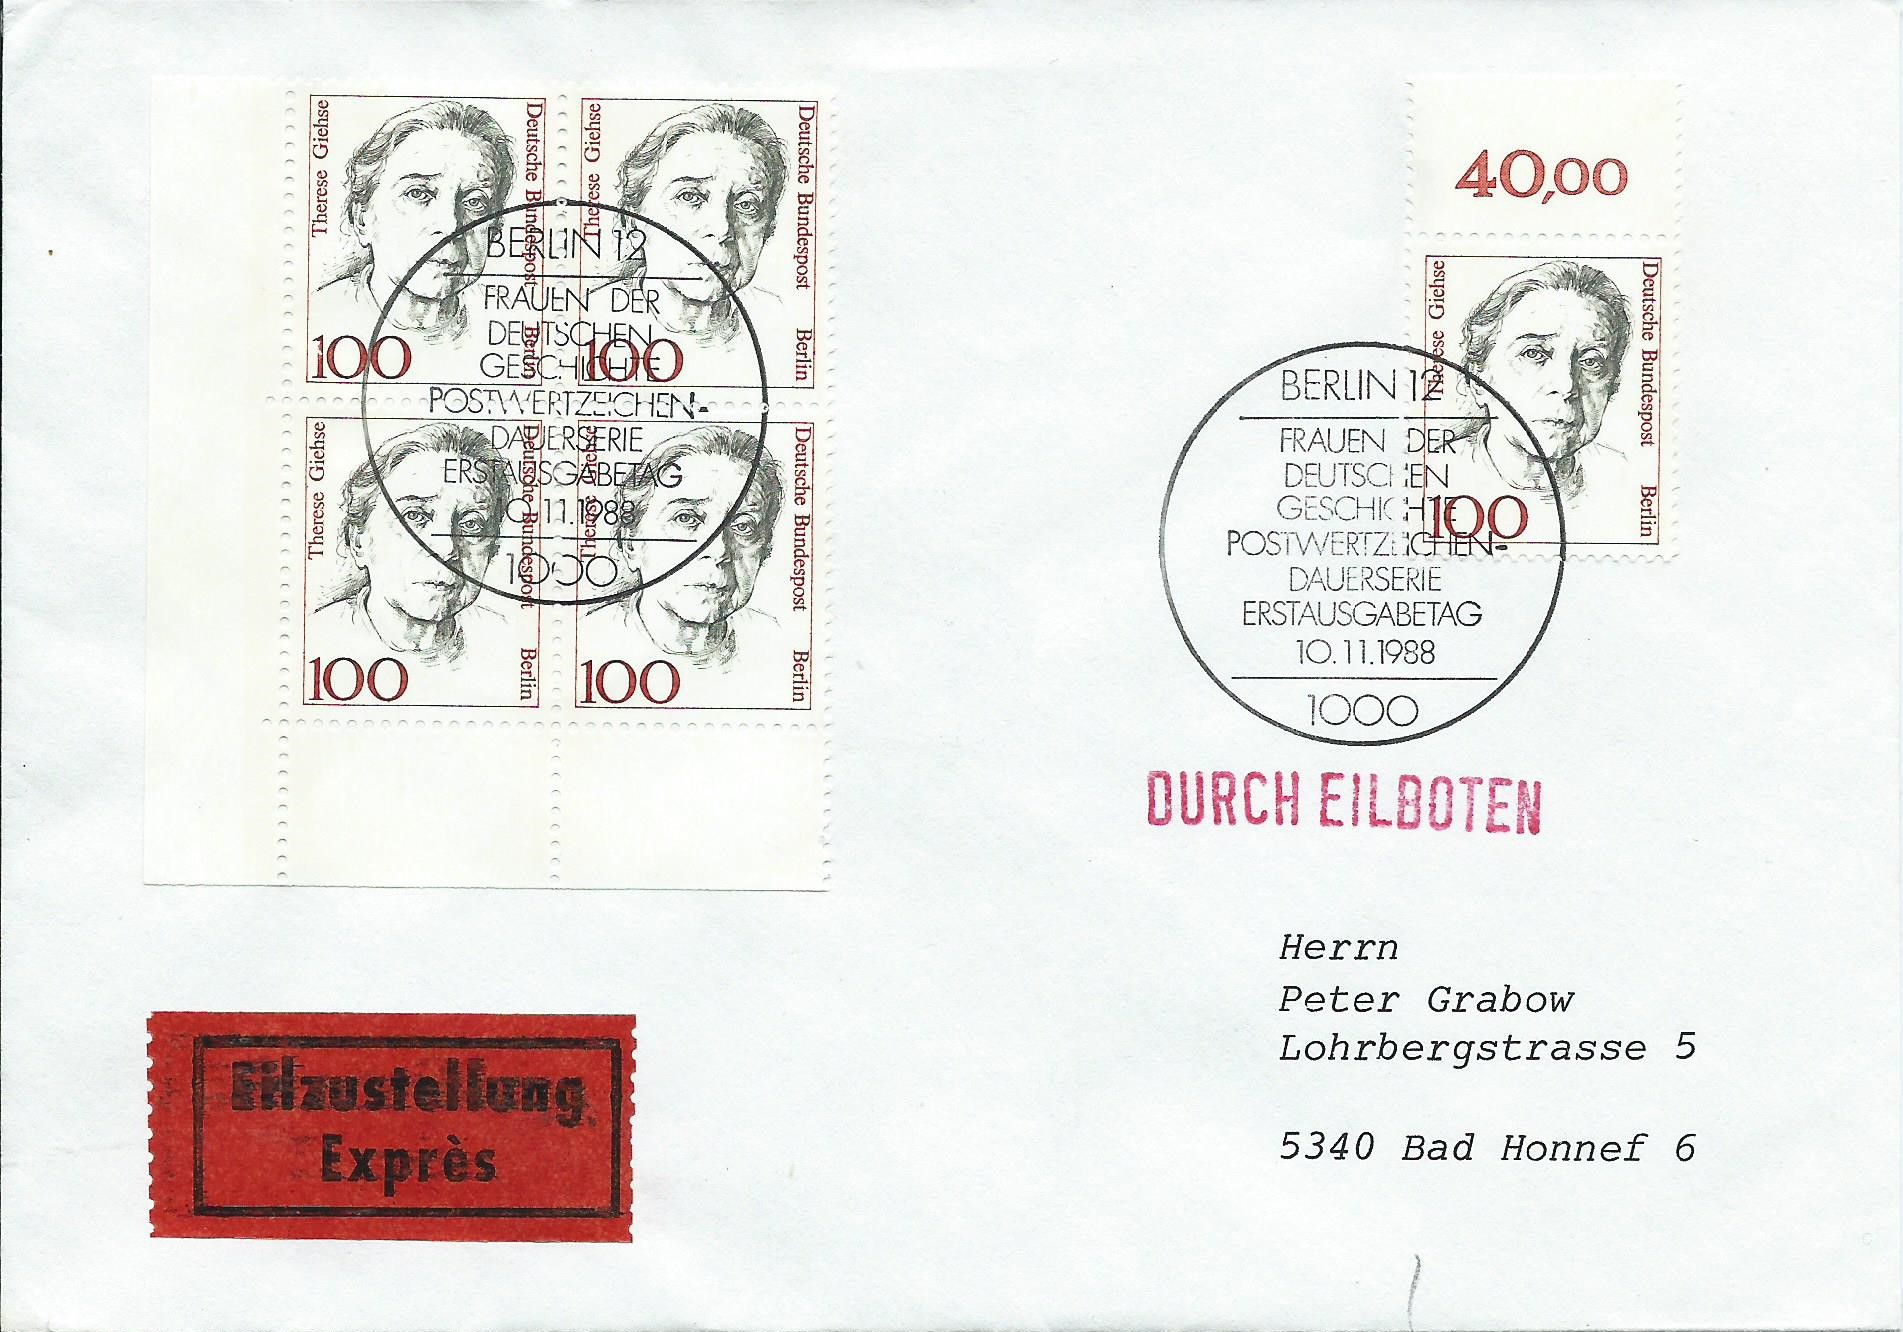 Therese Giehse
Deutsche Bundespost Berlin
100
Therese Giehse
Deutsche Bundespost Berlin
100
Therese Giehse
Deutsche Bundespost Berlin
100
Therese Giehse
Deutsche Bundespost Berlin
100
BERLIN 12
FRAUEN DER
DEUTSCHEN
GESCHICHTE
POSTWERTZEICHEN-
DAUERSERIE
ERSTAUSGABETAG
10.11.1988
1000
40,00
Therese Giehse
Deutsche Bundespost Berlin
100
BERLIN 12
FRAUEN DER
DEUTSCHEN
GESCHICHTE
POSTWERTZEICHEN-
DAUERSERIE
ERSTAUSGABETAG
10.11.1988
1000
DURCH EILBOTEN
Herrn
Peter Grabow
Lohrbergstrasse 5
5340 Bad Honnef 6
Eilzustellung
Exprès